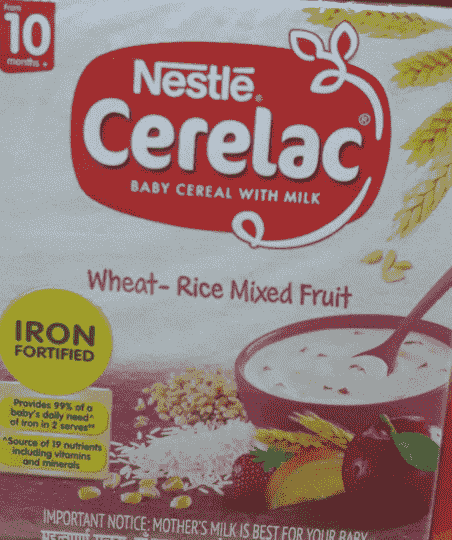 from
10
months +
Nestlé®
Cerelac®
BABY CEREAL WITH MILK
Wheat- Rice Mixed Fruit
IRON
FORTIFIED
Provides 99% of a
baby's daily need^
of iron in 2 serves**
^Source of 19 nutrients
including vitamins
and minerals
IMPORTANT NOTICE: MOTHER'S MILK IS BEST FOR YOUR BABY